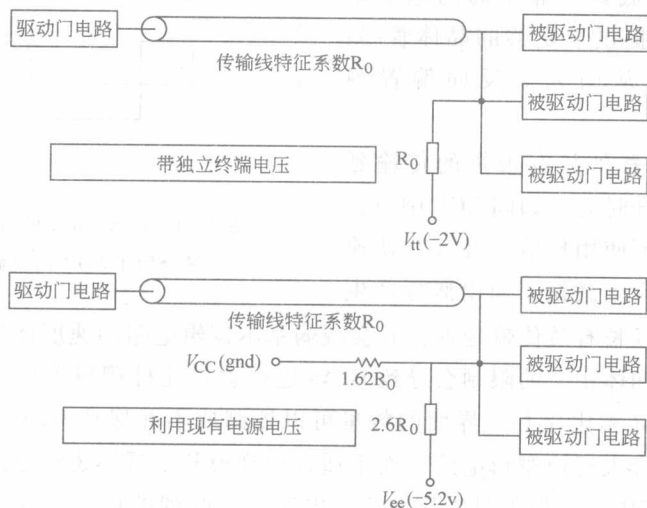 驱动门电路
被驱动门电路
传输线特征系数R₀
被驱动门电路
R₀
带独立终端电压
被驱动门电路
Vtt(−2V)
驱动门电路
被驱动门电路
传输线特征系数R₀
VCC(gnd)
1.62R₀
被驱动门电路
2.6R₀
利用现有电源电压
被驱动门电路
Vee(−5.2v)